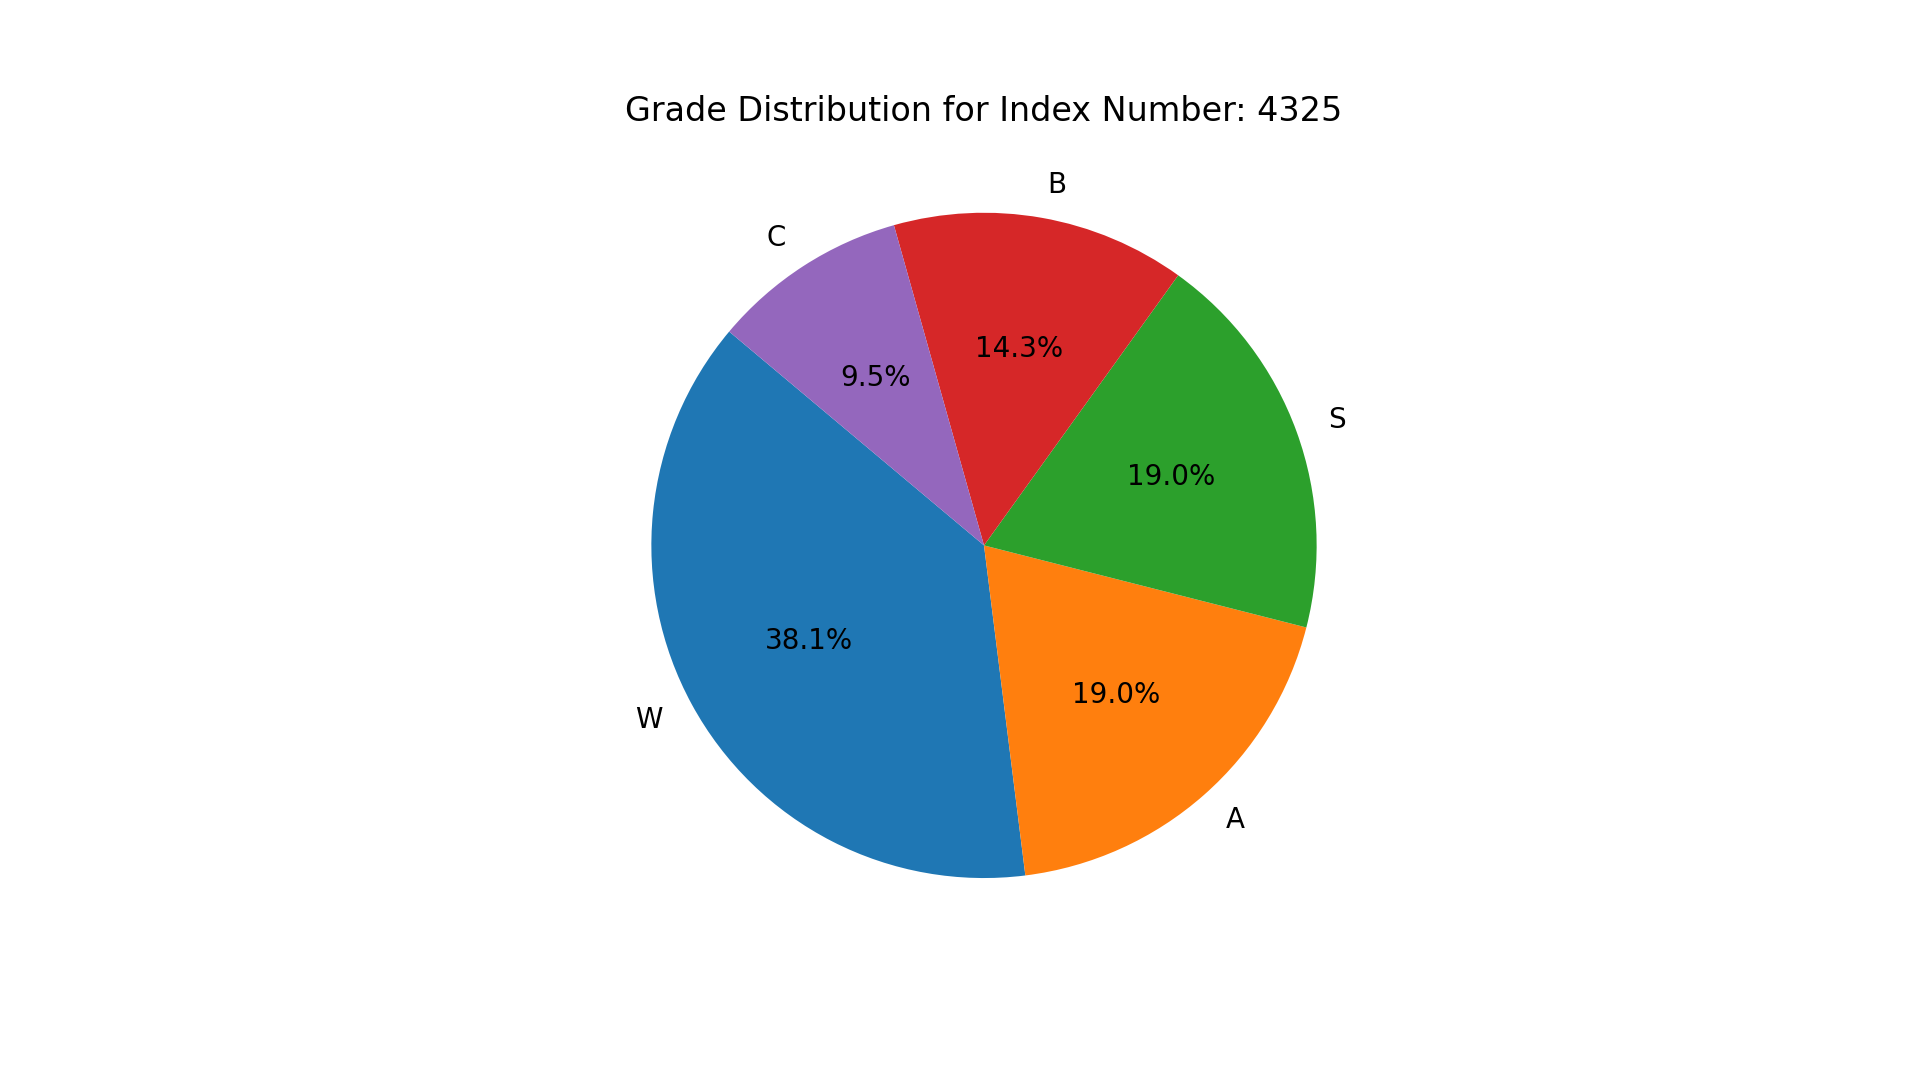 Grade Distribution for Index Number: 4325
B
C
S
W
A
14.3%
9.5%
19.0%
38.1%
19.0%